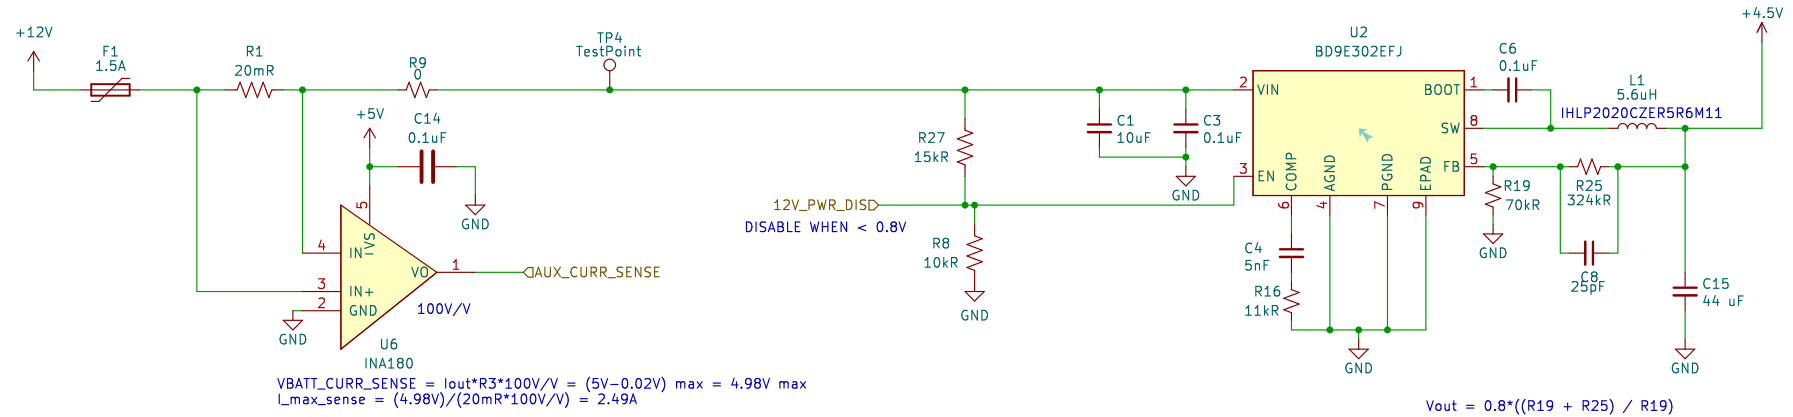 +12V
F1
1.5A
R1
20mR
R9
0
TP4
TestPoint
+5V
C14
0.1uF
GND
5
VS
4
IN-
3
IN+
2
GND
GND
VO
1
AUX_CURR_SENSE
100V/V
U6
INA180
VBATT_CURR_SENSE = Iout*R3*100V/V = (5V-0.02V) max = 4.98V max
I_max_sense = (4.98V)/(20mR*100V/V) = 2.49A
R27
15kR
12V_PWR_DIS
DISABLE WHEN < 0.8V
R8
10kR
GND
C1
10uF
C3
0.1uF
GND
U2
BD9E302EFJ
2
VIN
3
EN
BOOT
1
SW
8
FB
5
COMP
6
AGND
4
PGND
7
EPAD
9
C4
5nF
R16
11kR
GND
C6
0.1uF
L1
5.6uH
IHLP2020CZER5R6M11
+4.5V
R19
70kR
GND
R25
324kR
C8
25pF
C15
44 uF
GND
Vout = 0.8*((R19 + R25) / R19)